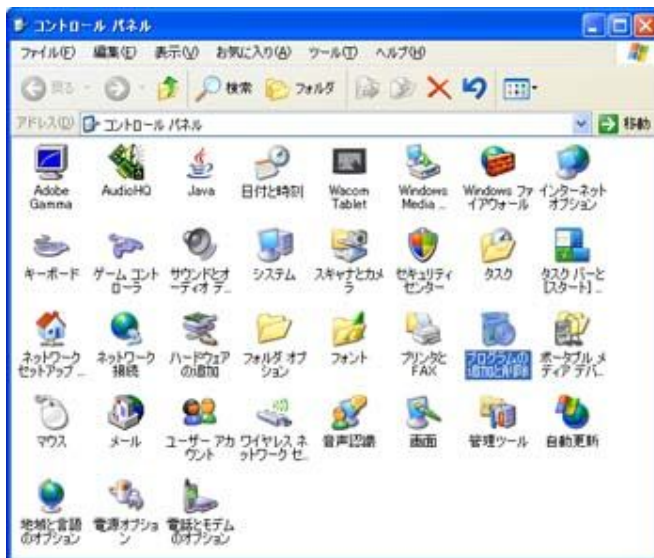 コントロール パネル
ファイル(F) 編集(E) 表示(V) お気に入り(A) ツール(T) ヘルプ(H)
戻る 検索 フォルダ
アドレス(D) コントロール パネル 移動
Adobe Gamma
AudioHQ
Java
日付と時刻
Wacom Tablet
Windows Media ...
Windows ファイアウォール
インターネット オプション
キーボード
ゲーム コントローラ
サウンドとオーディオ デ...
システム
スキャナとカメラ
セキュリティ センター
タスク
タスク バーと [スタート] ...
ネットワーク セットアップ ...
ネットワーク接続
ハードウェアの追加
フォルダ オプション
フォント
プリンタと FAX
プログラムの追加と削除
ポータブル メディア デバ...
マウス
メール
ユーザー アカウント
ワイヤレス ネットワーク セ...
音声認識
画面
管理ツール
自動更新
地域と言語のオプション
電源オプション
電話とモデムのオプション